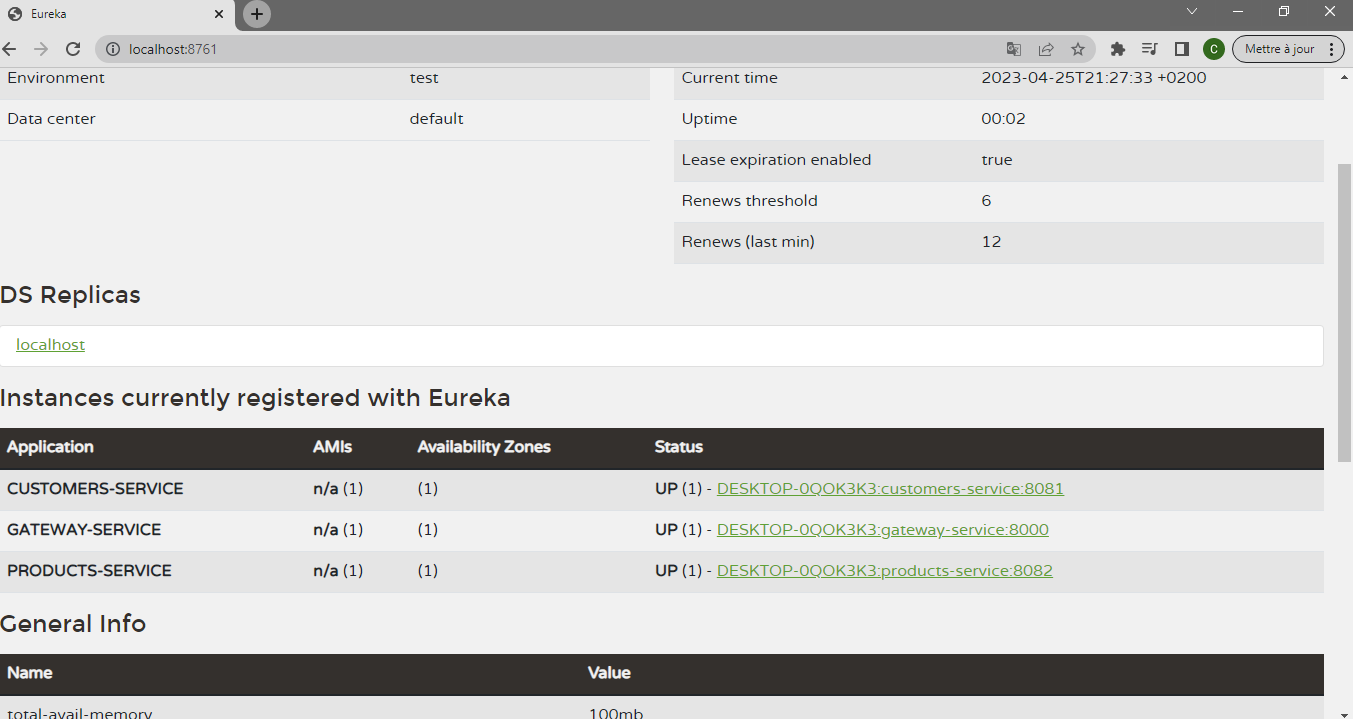 Eureka
localhost:8761
Mettre à jour
C
Environment test
Data center default
Current time 2023-04-25T21:27:33 +0200
Uptime 00:02
Lease expiration enabled true
Renews threshold 6
Renews (last min) 12
DS Replicas
localhost
Instances currently registered with Eureka
Application AMIs Availability Zones Status
CUSTOMERS-SERVICE n/a (1) (1) UP (1) - DESKTOP-0QOK3K3:customers-service:8081
GATEWAY-SERVICE n/a (1) (1) UP (1) - DESKTOP-0QOK3K3:gateway-service:8000
PRODUCTS-SERVICE n/a (1) (1) UP (1) - DESKTOP-0QOK3K3:products-service:8082
General Info
Name Value
total-avail-memory 100mb